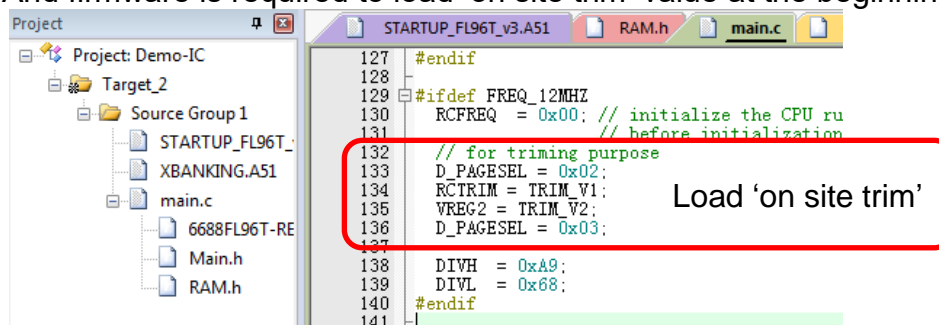 And firmware is required to load 'on site trim' value at the beginnin
Project
STARTUP_FL96T_v3.A51 RAM.h main.c
Project: Demo-IC
Target_2
Source Group 1
STARTUP_FL96T_
XBANKING.A51
main.c
6688FL96T-RE
Main.h
RAM.h
127 #endif
128
129 #ifdef FREQ_12MHZ
130 RCFREQ = 0x00; // initialize the CPU ru
131 // before initialization
132 // for triming purpose
133 D_PAGESEL = 0x02;
134 RCTRIM = TRIM_V1;
135 VREG2 = TRIM_V2;
136 D_PAGESEL = 0x03;
137
138 DIVH = 0xA9;
139 DIVL = 0x68;
140 #endif
141
Load 'on site trim'